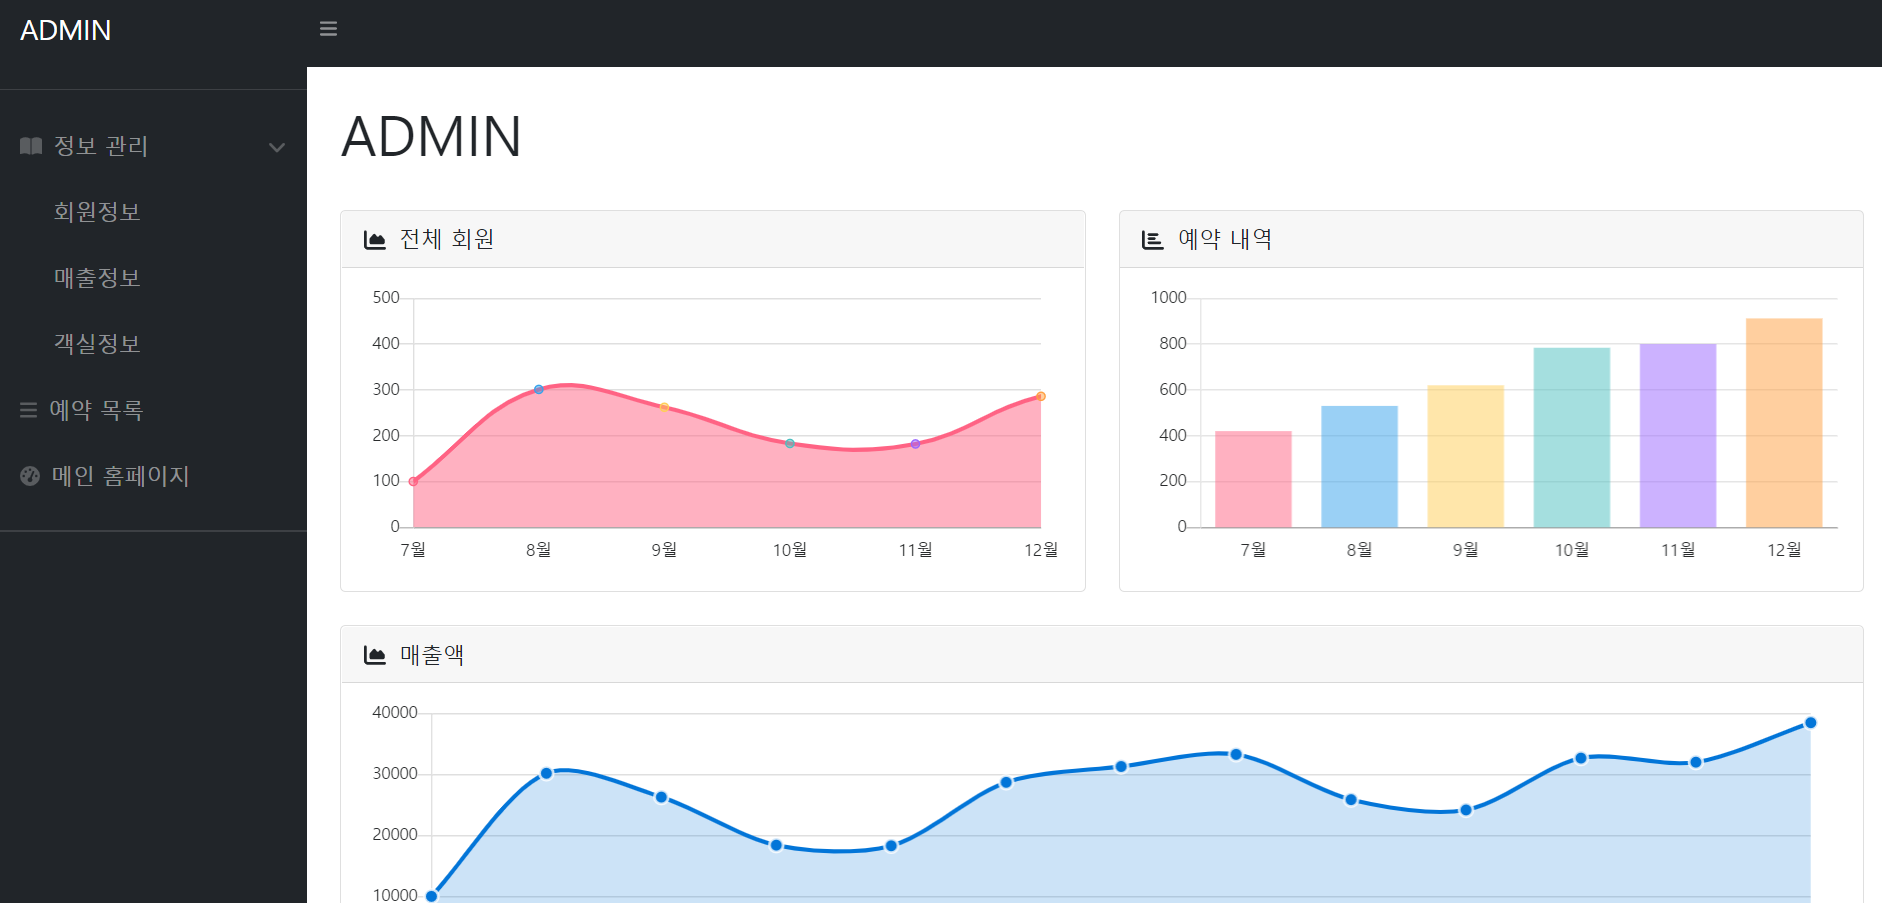 ADMIN
정보 관리
회원정보
매출정보
객실정보
예약 목록
메인 홈페이지
ADMIN
전체 회원
500
400
300
200
100
0
7월 8월 9월 10월 11월 12월
예약 내역
1000
800
600
400
200
0
7월 8월 9월 10월 11월 12월
매출액
40000
30000
20000
10000